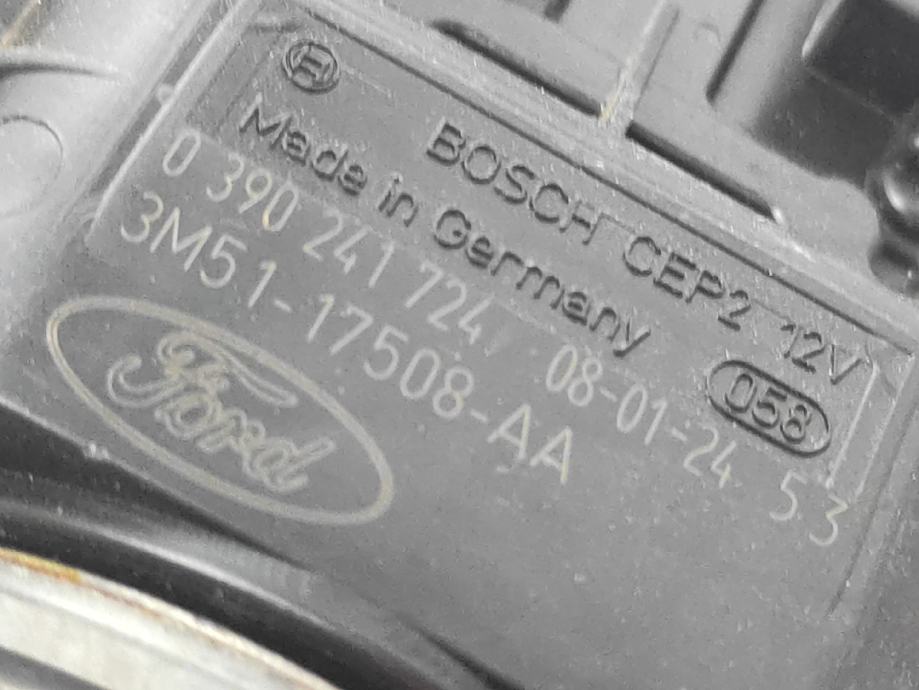 BOSCH CEP2 12V
Made in Germany 058
0 390 241 724 08-01-24 53
3M51-17508-AA
Ford